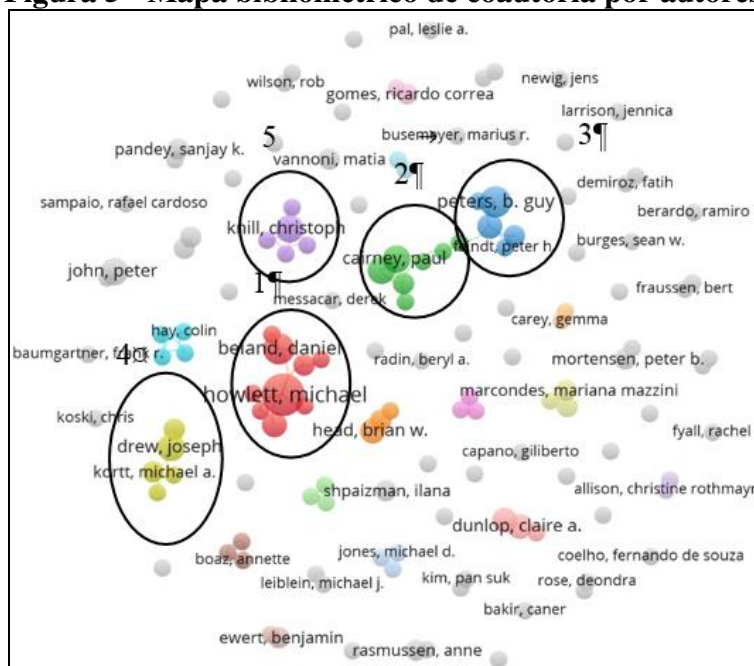 Figura 3 - Mapa bibliométrico de coautoria por autores
pal, leslie a.
wilson, rob
newig, jens
gomes, ricardo correa
larrison, jennica
5
busemayer, marius r.
3¶
pandey, sanjay k.
vannoni, matia
2¶
demiroz, fatih
sampaio, rafael cardoso
peters, b. guy
berardo, ramiro
knill, christoph
cairney, paul
feindt, peter h.
burges, sean w.
john, peter
1¶
messacar, derek
fraussen, bert
hay, colin
carey, gemma
baumgartner, frank r.
4¤
beland, daniel
radin, beryl a.
mortensen, peter b.
howlett, michael
marcondes, mariana mazzini
koski, chris
head, brian w.
fyall, rachel
drew, joseph
capano, giliberto
kortt, michael a.
shpaizman, ilana
allison, christine rothmayr
dunlop, claire a.
boaz, annette
jones, michael d.
coelho, fernando de souza
leiblein, michael j.
kim, pan suk
rose, deondra
bakir, caner
ewert, benjamin
rasmussen, anne